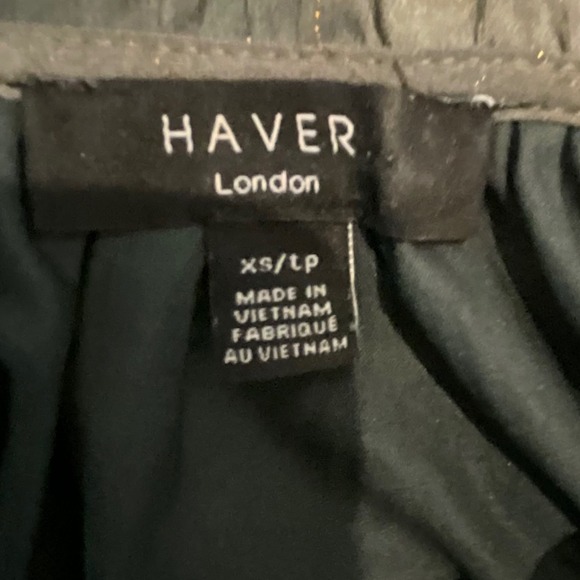 HAVER
London
xs/tp
MADE IN
VIETNAM
FABRIQUÉ
AU VIETNAM